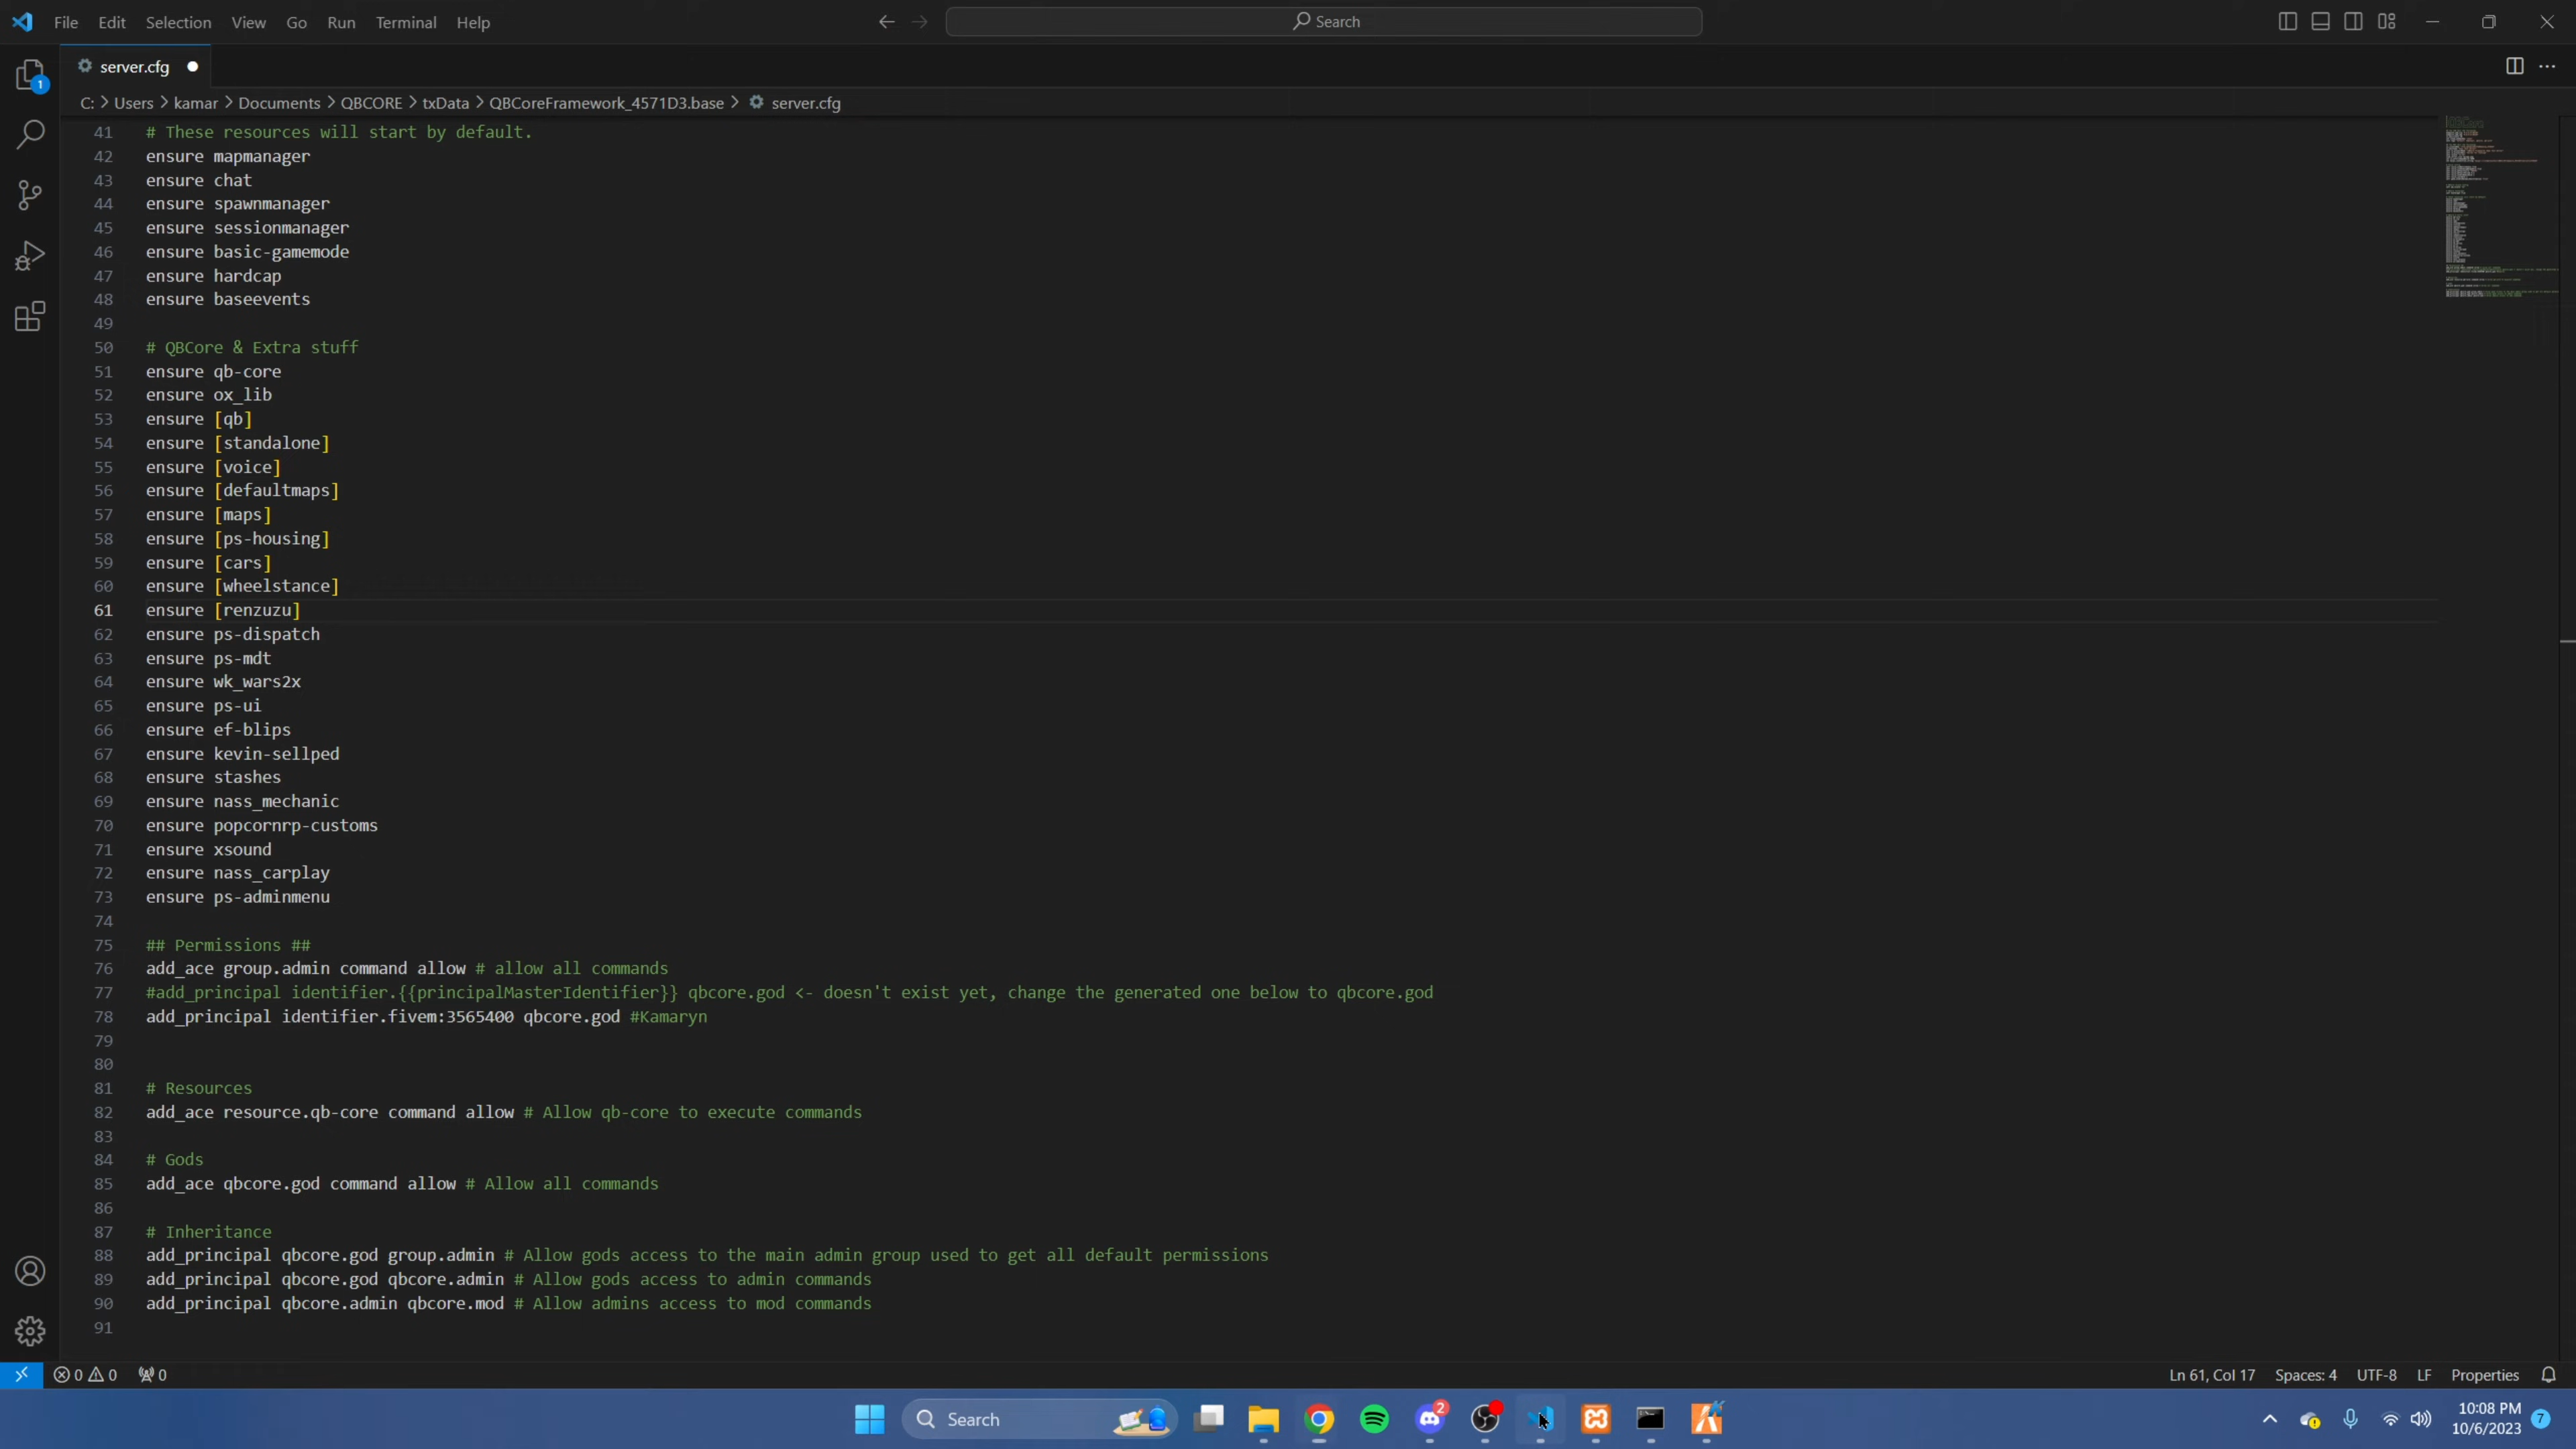 File Edit Selection View Go Run Terminal Help
Search
server.cfg
1
C: > Users > kamar > Documents > QBCORE > txData > QBCoreFramework_4571D3.base > server.cfg
41 # These resources will start by default.
42 ensure mapmanager
43 ensure chat
44 ensure spawnmanager
45 ensure sessionmanager
46 ensure basic-gamemode
47 ensure hardcap
48 ensure baseevents
49
50 # QBCore & Extra stuff
51 ensure qb-core
52 ensure ox_lib
53 ensure [qb]
54 ensure [standalone]
55 ensure [voice]
56 ensure [defaultmaps]
57 ensure [maps]
58 ensure [ps-housing]
59 ensure [cars]
60 ensure [wheelstance]
61 ensure [renzuzu]
62 ensure ps-dispatch
63 ensure ps-mdt
64 ensure wk_wars2x
65 ensure ps-ui
66 ensure ef-blips
67 ensure kevin-sellped
68 ensure stashes
69 ensure nass_mechanic
70 ensure popcornrp-customs
71 ensure xsound
72 ensure nass_carplay
73 ensure ps-adminmenu
74
75 ## Permissions ##
76 add_ace group.admin command allow # allow all commands
77 #add_principal identifier.{{principalMasterIdentifier}} qbcore.god <- doesn't exist yet, change the generated one below to qbcore.god
78 add_principal identifier.fivem:3565400 qbcore.god #Kamaryn
79
80
81 # Resources
82 add_ace resource.qb-core command allow # Allow qb-core to execute commands
83
84 # Gods
85 add_ace qbcore.god command allow # Allow all commands
86
87 # Inheritance
88 add_principal qbcore.god group.admin # Allow gods access to the main admin group used to get all default permissions
89 add_principal qbcore.god qbcore.admin # Allow gods access to admin commands
90 add_principal qbcore.admin qbcore.mod # Allow admins access to mod commands
91
0 0 0 Ln 61, Col 17 Spaces: 4 UTF-8 LF Properties
Search 2 10:08 PM 7
10/6/2023